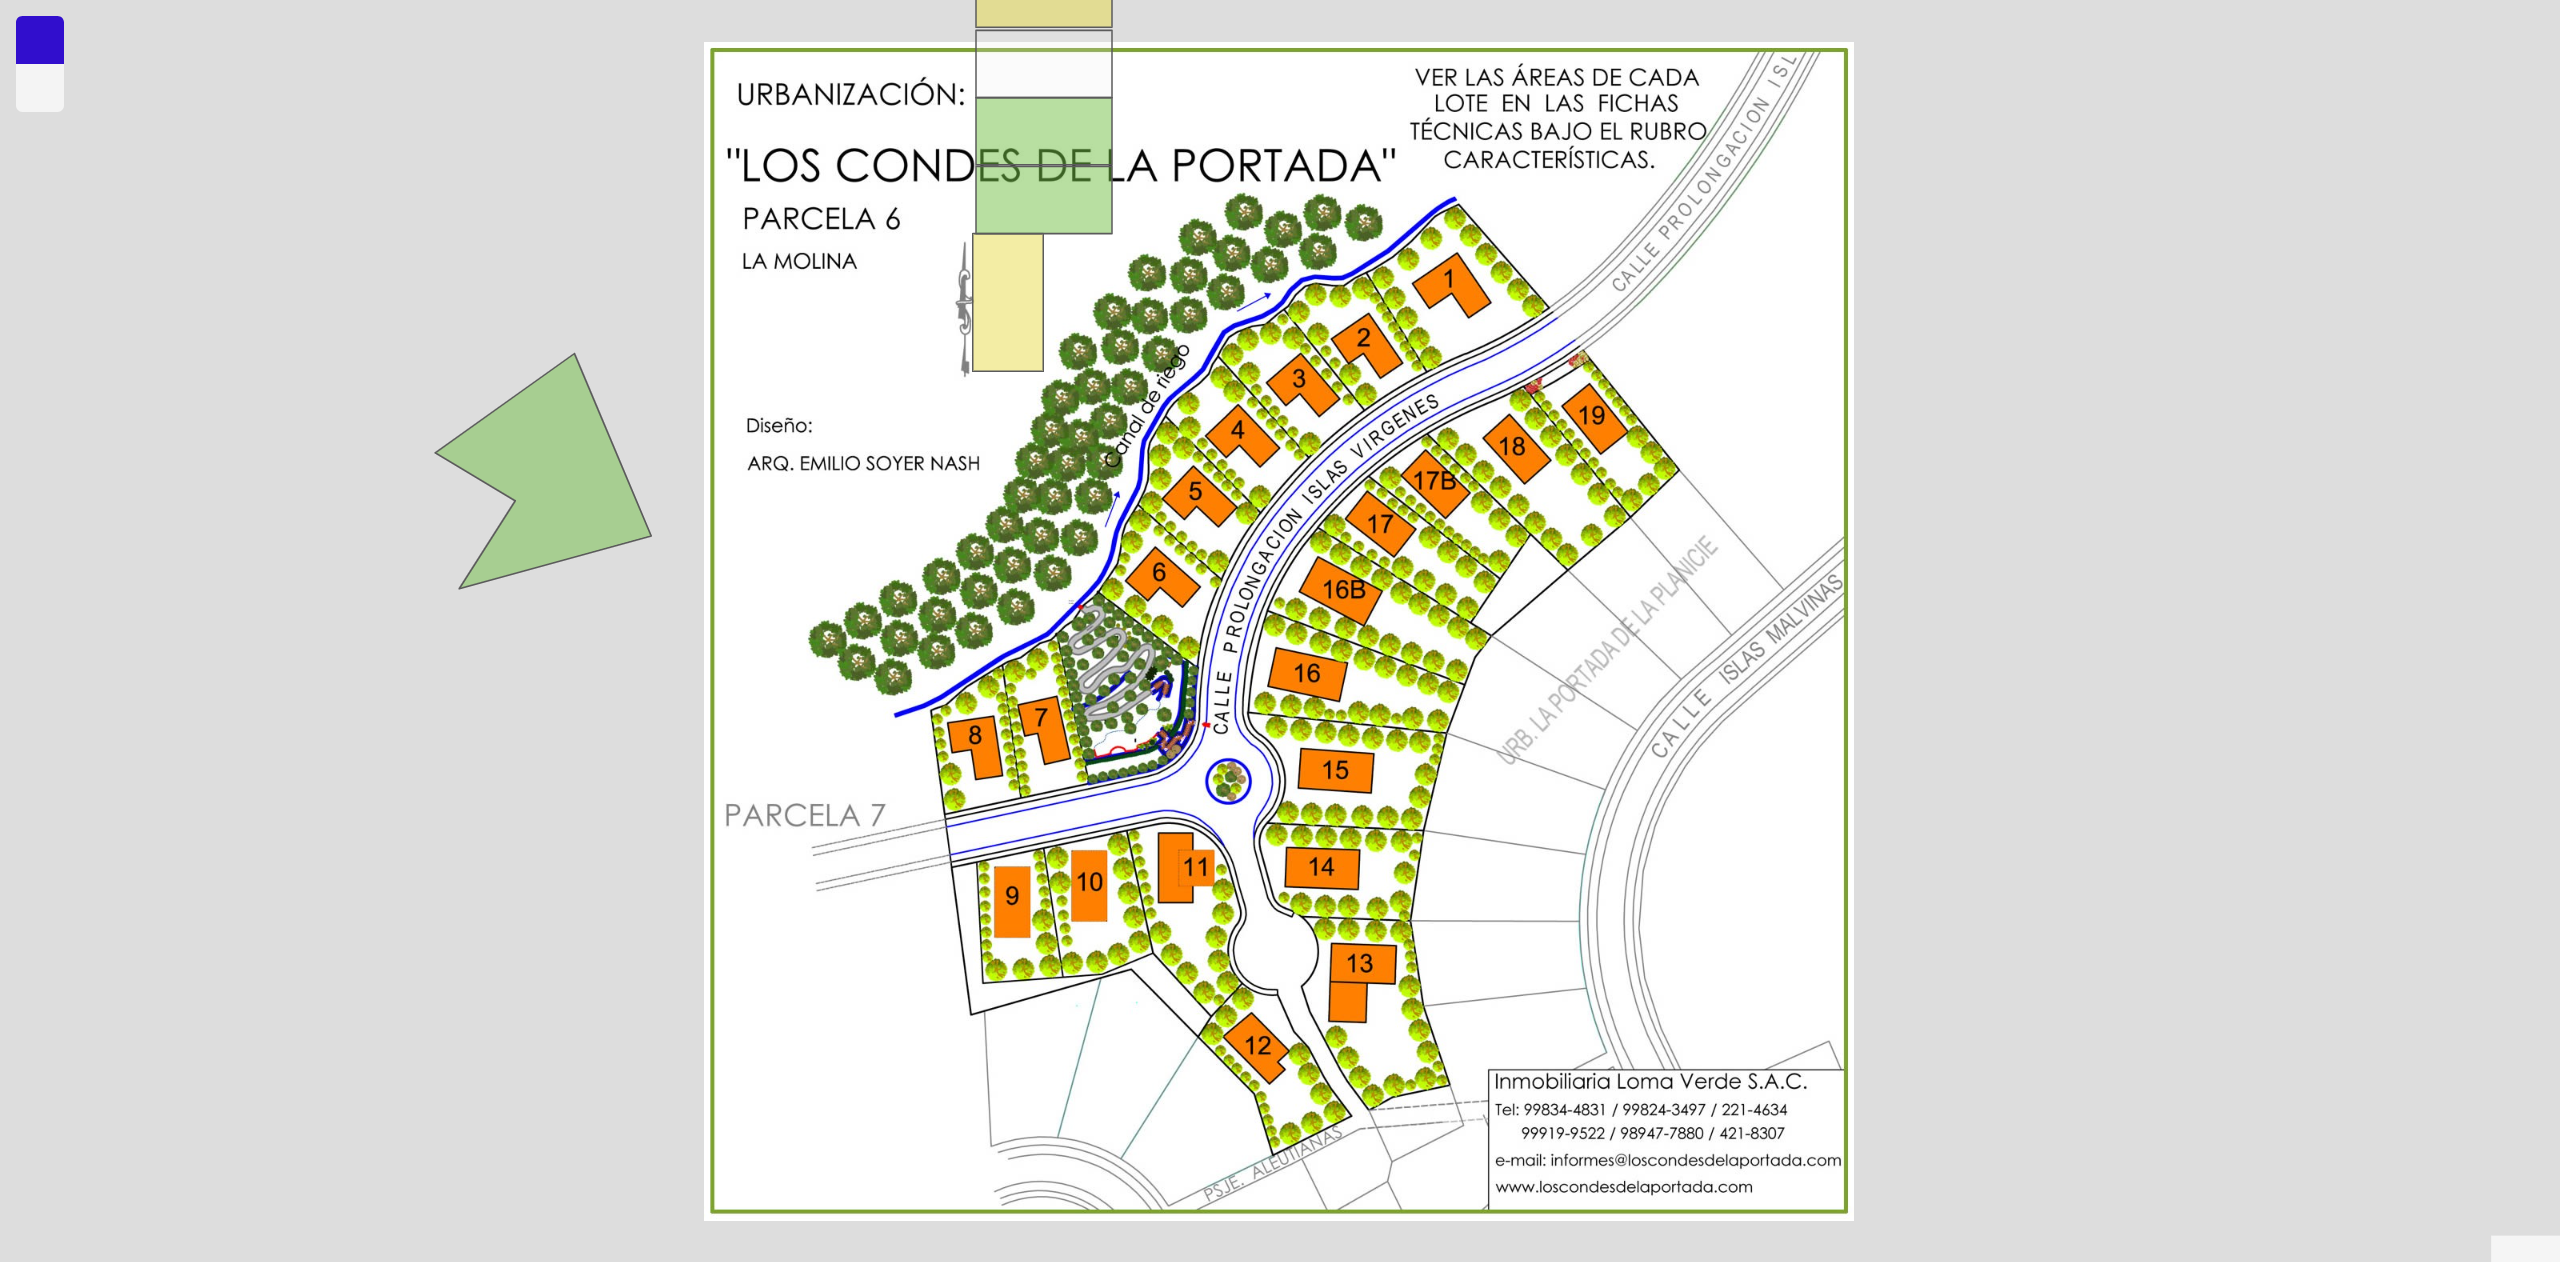 URBANIZACIÓN:
"LOS CONDES DE LA PORTADA"
PARCELA 6
LA MOLINA
VER LAS ÁREAS DE CADA
LOTE EN LAS FICHAS
TÉCNICAS BAJO EL RUBRO
CARACTERÍSTICAS.
CALLE PROLONGACION ISL
Diseño:
ARQ. EMILIO SOYER NASH
Canal de riego
1
2
3
4
5
6
7
8
9
10
11
12
13
14
15
16
16B
17
17B
18
19
CALLE PROLONGACION ISLAS VIRGENES
URB. LA PORTADA DE LA PLANICIE
CALLE ISLAS MALVINAS
PARCELA 7
PSJE. ALEUTIANAS
Inmobiliaria Loma Verde S.A.C.
Tel: 99834-4831 / 99824-3497 / 221-4634
99919-9522 / 98947-7880 / 421-8307
e-mail: informes@loscondesdelaportada.com
www.loscondesdelaportada.com